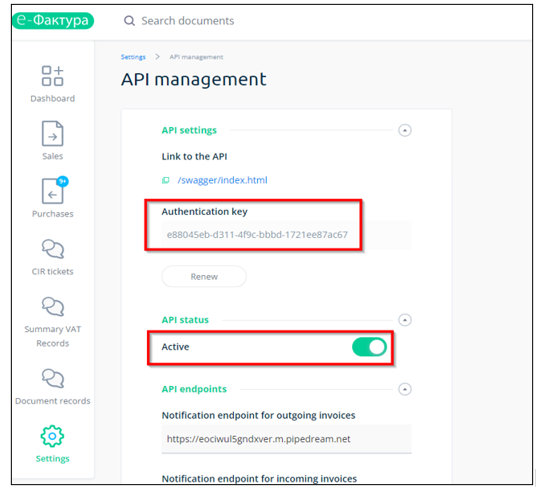 е-Фактура
Search documents
Settings > API management
API management
Dashboard
Sales
9+
Purchases
CIR tickets
Summary VAT
Records
Document records
Settings
API settings
Link to the API
/swagger/index.html
Authentication key
e88045eb-d311-4f9c-bbbd-1721ee87ac67
Renew
API status
Active
API endpoints
Notification endpoint for outgoing invoices
https://eociwul5gndxver.m.pipedream.net
Notification endpoint for incoming invoices